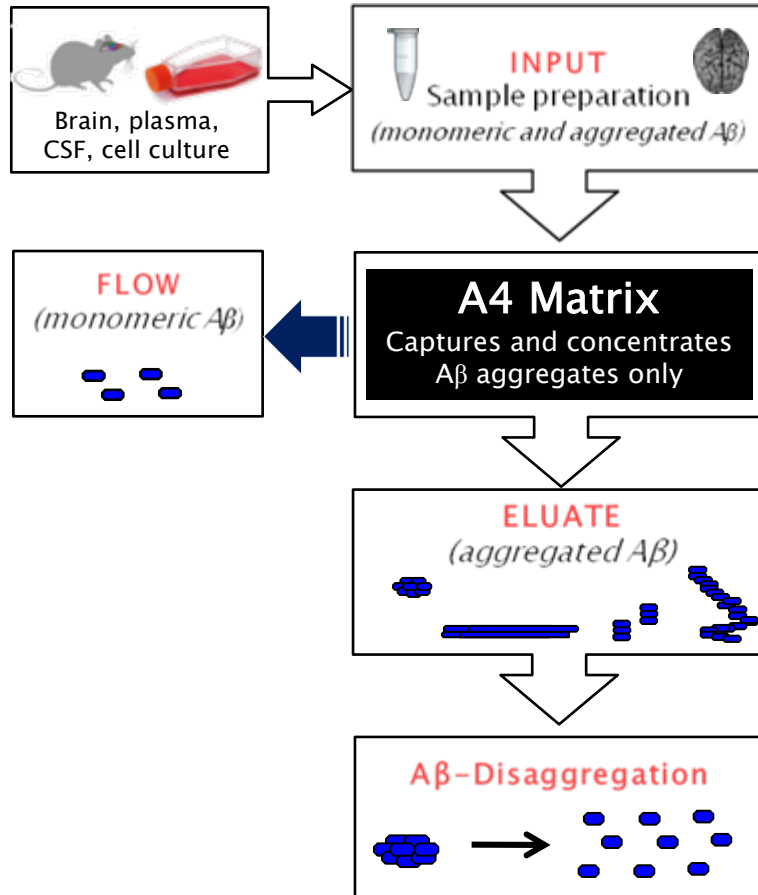 Brain, plasma,
CSF, cell culture
INPUT
Sample preparation
(monomeric and aggregated Aβ)
FLOW
(monomeric Aβ)
A4 Matrix
Captures and concentrates
Aβ aggregates only
ELUATE
(aggregated Aβ)
Aβ-Disaggregation